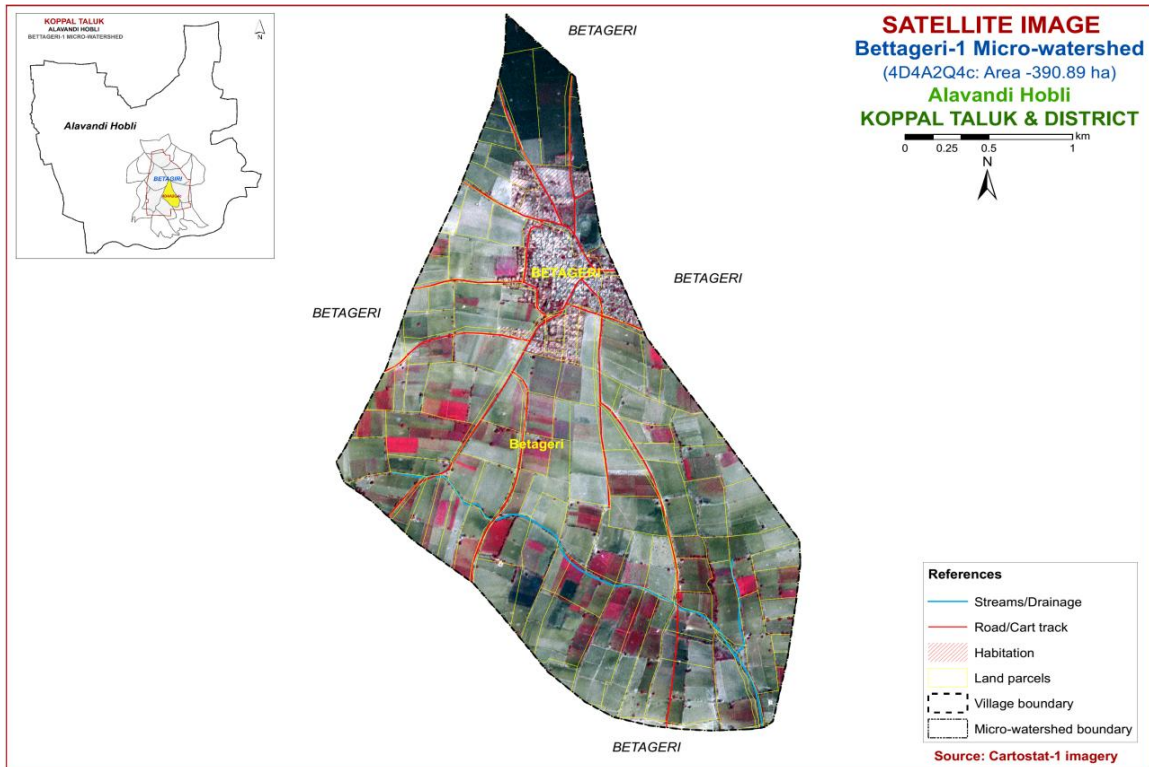 KOPPAL TALUK
ALAVANDI HOBLI
BETTAGERI-1 MICRO-WATERSHED
N
Alavandi Hobli
BETAGIRI
SATELLITE IMAGE
Bettageri-1 Micro-watershed
(4D4A2Q4c: Area -390.89 ha)
Alavandi Hobli
KOPPAL TALUK & DISTRICT
km
0 0.25 0.5 1
N
BETAGERI
BETAGERI
BETAGERI
BETAGERI
Betageri
BETAGERI
References
Streams/Drainage
Road/Cart track
Habitation
Land parcels
Village boundary
Micro-watershed boundary
Source: Cartostat-1 imagery